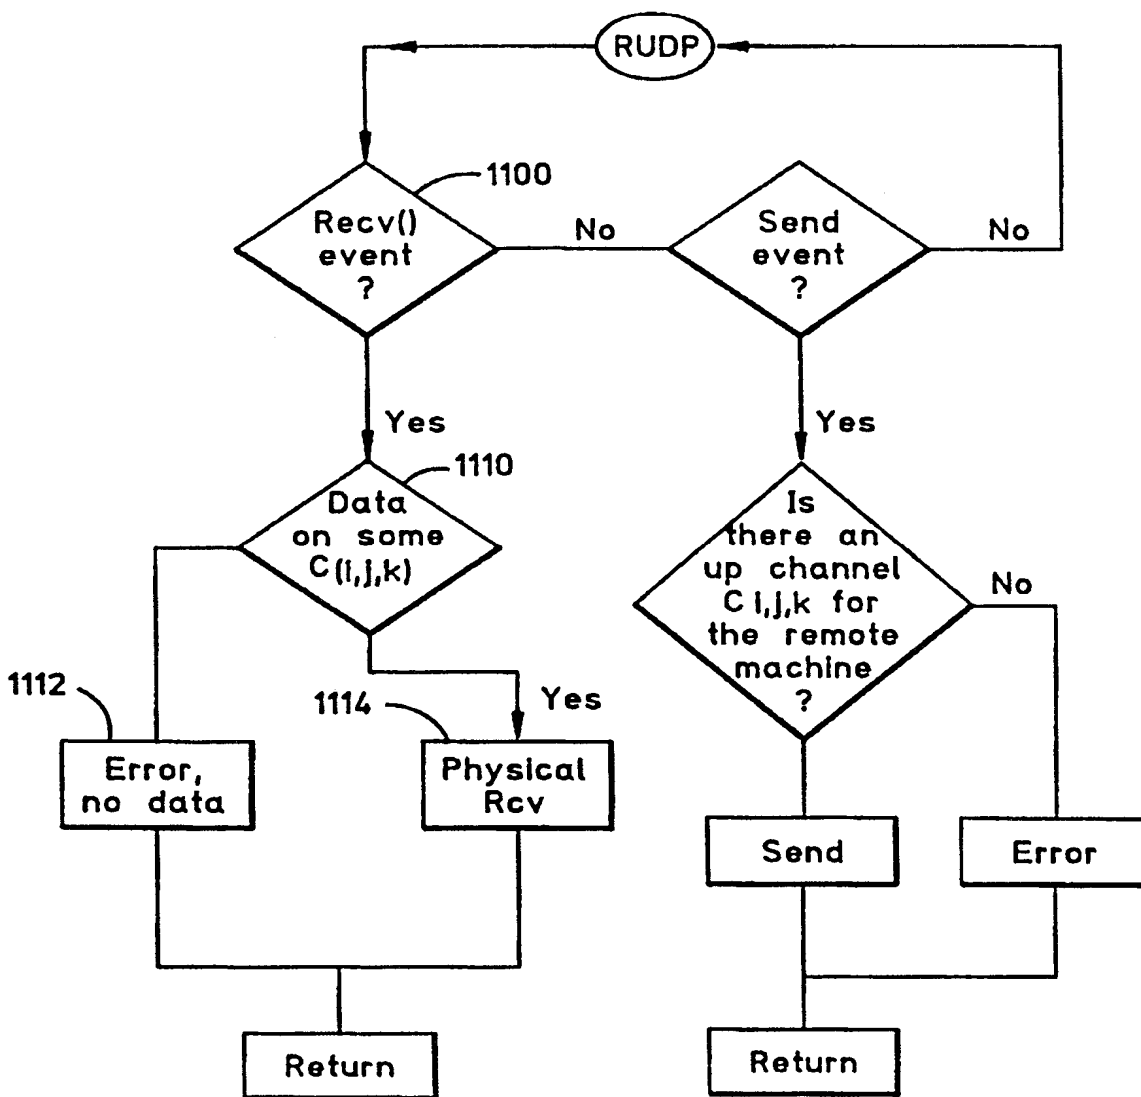 RUDP
1100
Recv()
event
?
No
Send
event
?
No
Yes
Yes
1110
Data
on some
C(i,j,k)
Is
there an
up channel
C i,j,k for
the remote
machine
?
No
1112
1114
Yes
Error,
no data
Physical
Rcv
Send
Error
Return
Return